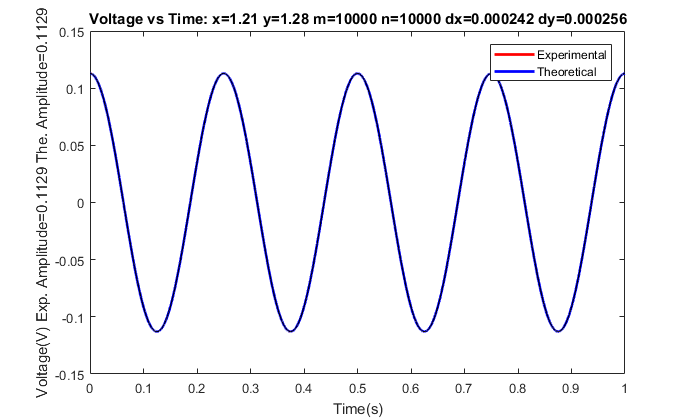 Voltage vs Time: x=1.21 y=1.28 m=10000 n=10000 dx=0.000242 dy=0.000256
Voltage(V) Exp. Amplitude=0.1129 The. Amplitude=0.1129
0.15
0.1
0.05
0
-0.05
-0.1
-0.15
Experimental
Theoretical
0 0.1 0.2 0.3 0.4 0.5 0.6 0.7 0.8 0.9 1
Time(s)